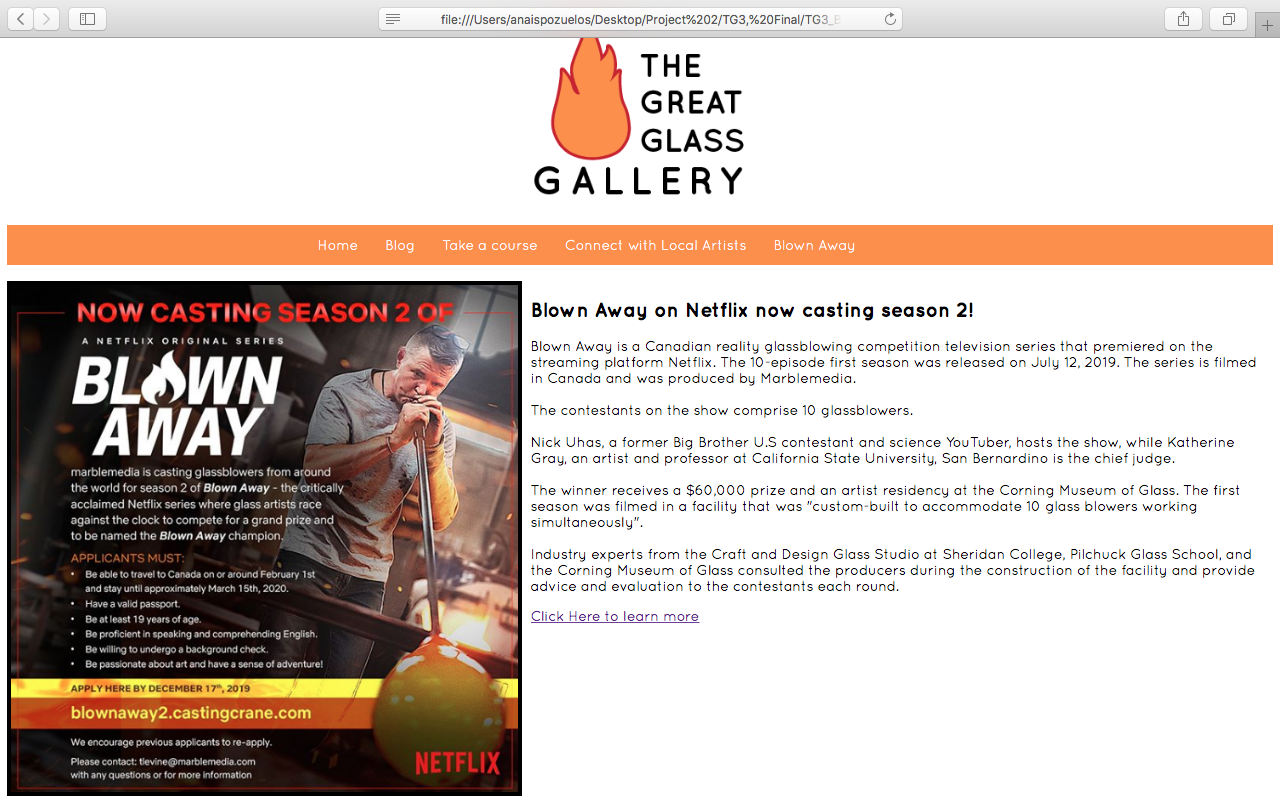 file:///Users/anaispozuelos/Desktop/Project%202/TG3,%20Final/TG3_B
THE
GREAT
GLASS
GALLERY
Home Blog Take a course Connect with Local Artists Blown Away
NOW CASTING SEASON 2 OF
A NETFLIX ORIGINAL SERIES
BLOWN
AWAY
marblemedia is casting glassblowers from around
the world for season 2 of Blown Away - the critically
acclaimed Netflix series where glass artists race
against the clock to compete for a grand prize and
to be named the Blown Away champion.
APPLICANTS MUST:
• Be able to travel to Canada on or around February 1st
and stay until approximately March 15th, 2020.
• Have a valid passport.
• Be at least 19 years of age.
• Be proficient in speaking and comprehending English.
• Be willing to undergo a background check.
• Be passionate about art and have a sense of adventure!
APPLY HERE BY DECEMBER 17th, 2019
blownaway2.castingcrane.com
We encourage previous applicants to re-apply.
Please contact: tlevine@marblemedia.com
with any questions or for more information
NETFLIX
Blown Away on Netflix now casting season 2!
Blown Away is a Canadian reality glassblowing competition television series that premiered on the
streaming platform Netflix. The 10-episode first season was released on July 12, 2019. The series is filmed
in Canada and was produced by Marblemedia.
The contestants on the show comprise 10 glassblowers.
Nick Uhas, a former Big Brother U.S contestant and science YouTuber, hosts the show, while Katherine
Gray, an artist and professor at California State University, San Bernardino is the chief judge.
The winner receives a $60,000 prize and an artist residency at the Corning Museum of Glass. The first
season was filmed in a facility that was "custom-built to accommodate 10 glass blowers working
simultaneously".
Industry experts from the Craft and Design Glass Studio at Sheridan College, Pilchuck Glass School, and
the Corning Museum of Glass consulted the producers during the construction of the facility and provide
advice and evaluation to the contestants each round.
Click Here to learn more